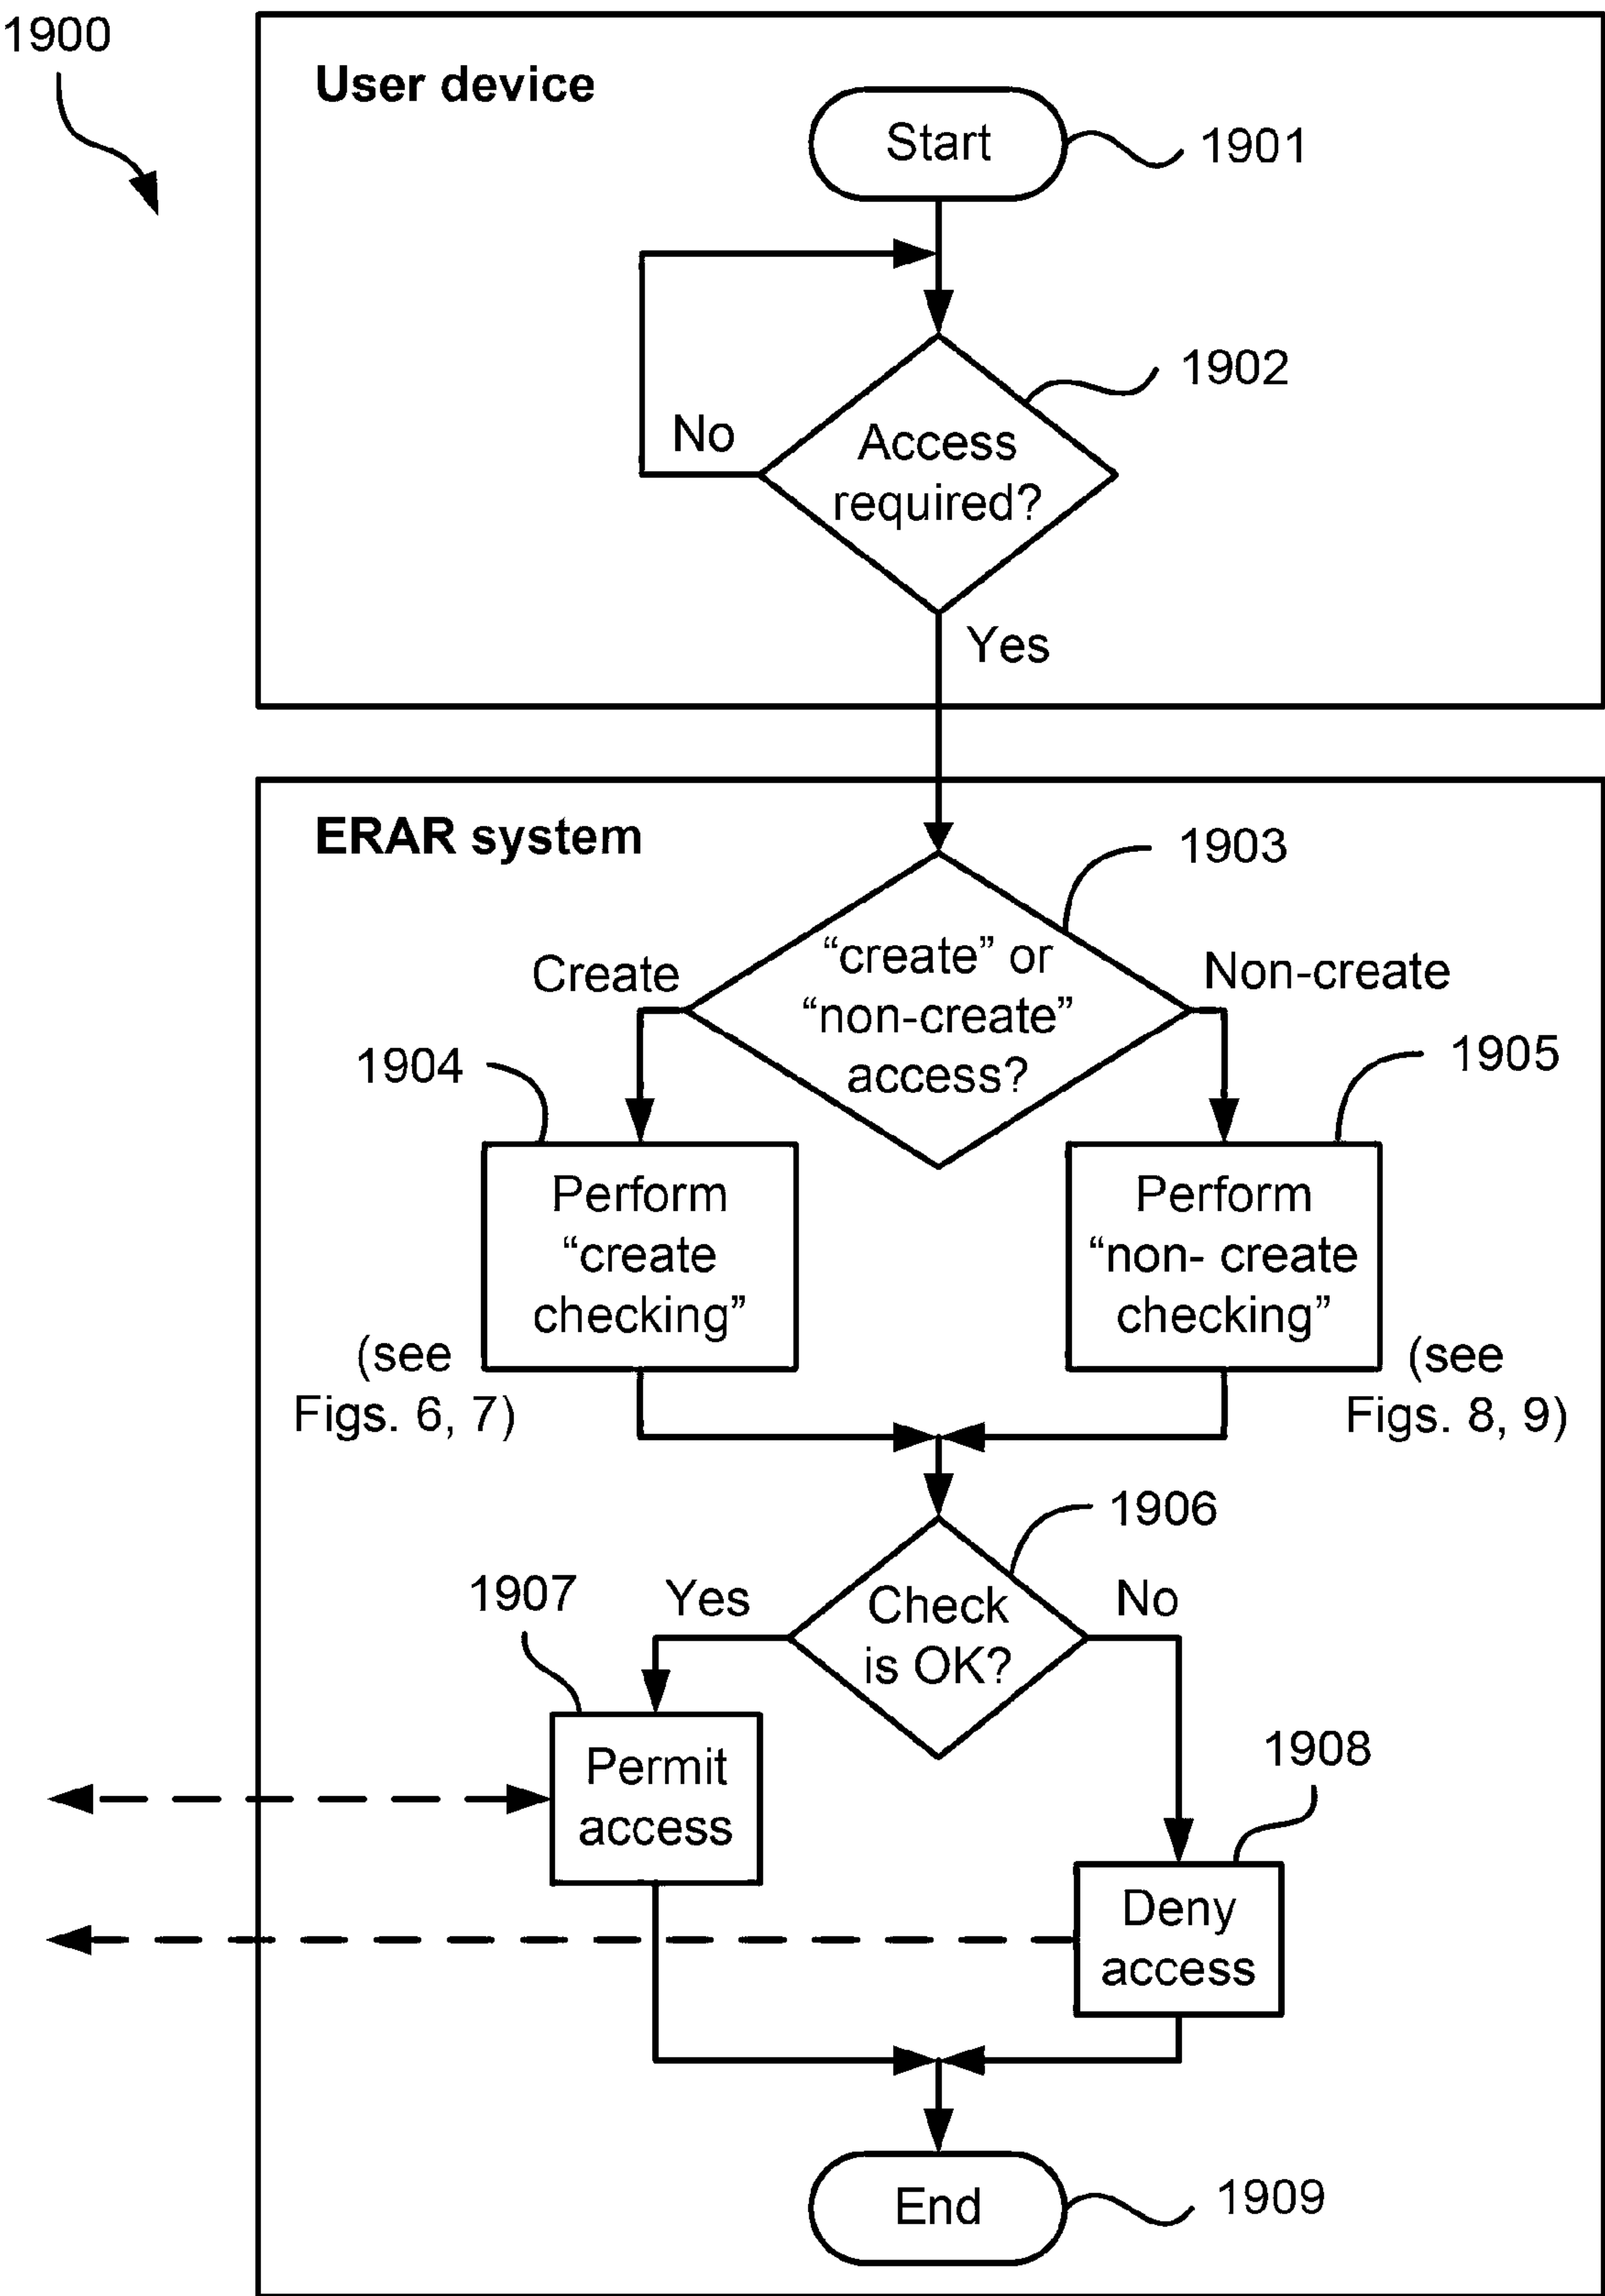 1900
User device
Start
1901
1902
No
Access
required?
Yes
ERAR system
1903
Create
“create” or
“non-create”
access?
Non-create
1904
1905
Perform
“create
checking”
Perform
“non- create
checking”
(see
Figs. 6, 7)
(see
Figs. 8, 9)
1906
1907
Yes
Check
is OK?
No
1908
Permit
access
Deny
access
End
1909